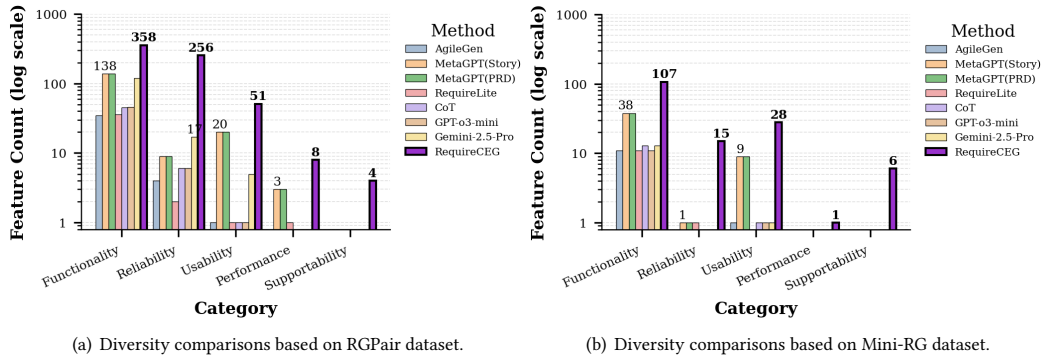 Feature Count (log scale)
1000
100
10
1
138
358
256
17
20
51
3
8
4
Method
AgileGen
MetaGPT(Story)
MetaGPT(PRD)
RequireLite
CoT
GPT-o3-mini
Gemini-2.5-Pro
RequireCEG
Functionality
Reliability
Usability
Performance
Supportability
Category
(a) Diversity comparisons based on RGPair dataset.
Feature Count (log scale)
1000
100
10
1
38
107
1
15
9
28
1
6
Method
AgileGen
MetaGPT(Story)
MetaGPT(PRD)
RequireLite
CoT
GPT-o3-mini
Gemini-2.5-Pro
RequireCEG
Functionality
Reliability
Usability
Performance
Supportability
Category
(b) Diversity comparisons based on Mini-RG dataset.